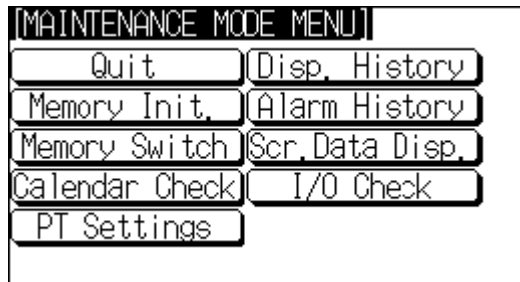 [MAINTENANCE MODE MENU]
Quit Disp. History
Memory Init. Alarm History
Memory Switch Scr.Data Disp.
Calendar Check I/O Check
PT Settings